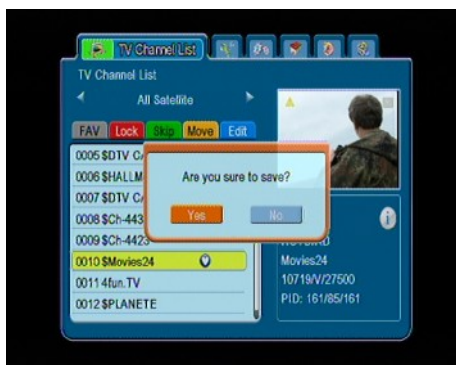 TV Channel List
TV Channel List
All Satellite
FAV Lock Skip Move Edit
0005 $DTV
0006 $HALLM
0007 $DTV
0008 $Ch-443
0009 $Ch-4423
0010 $Movies24
0011 4fun.TV
0012 $PLANETE
Are you sure to save?
Yes No
Movies24
10719/V/27500
PID: 161/85/161